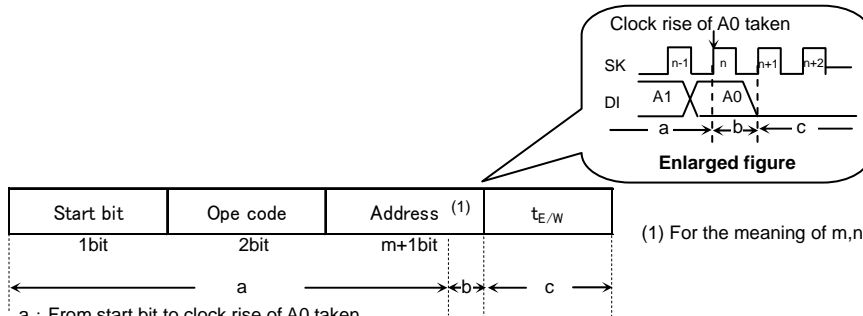 Clock rise of A0 taken
SK n-1 n n+1 n+2
DI A1 A0
a b c
Enlarged figure
Start bit Ope code Address (1) tE/W
1bit 2bit m+1bit
(1) For the meaning of m,n
a b c
a : From start bit to clock rise of A0 taken